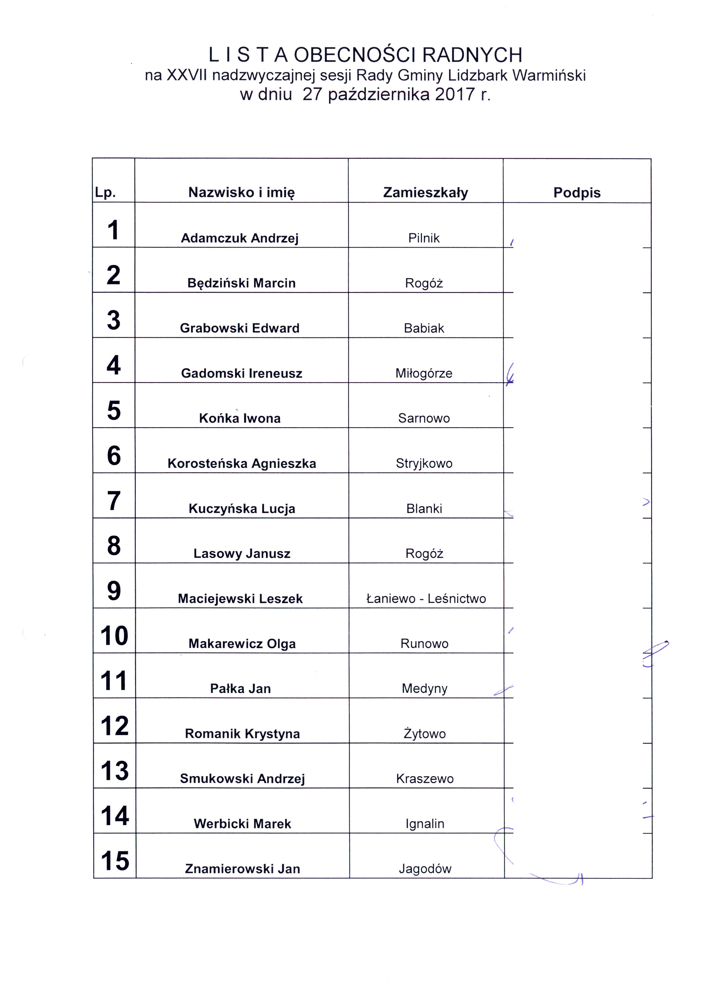 L I S T A OBECNOŚCI RADNYCH
na XXVII nadzwyczajnej sesji Rady Gminy Lidzbark Warmiński
w dniu 27 października 2017 r.
Lp. Nazwisko i imię Zamieszkały Podpis
1 Adamczuk Andrzej Pilnik
2 Będziński Marcin Rogóż
3 Grabowski Edward Babiak
4 Gadomski Ireneusz Miłogórze
5 Końka Iwona Sarnowo
6 Korosteńska Agnieszka Stryjkowo
7 Kuczyńska Lucja Blanki
8 Lasowy Janusz Rogóż
9 Maciejewski Leszek Łaniewo - Leśnictwo
10 Makarewicz Olga Runowo
11 Pałka Jan Medyny
12 Romanik Krystyna Żytowo
13 Smukowski Andrzej Kraszewo
14 Werbicki Marek Ignalin
15 Znamierowski Jan Jagodów